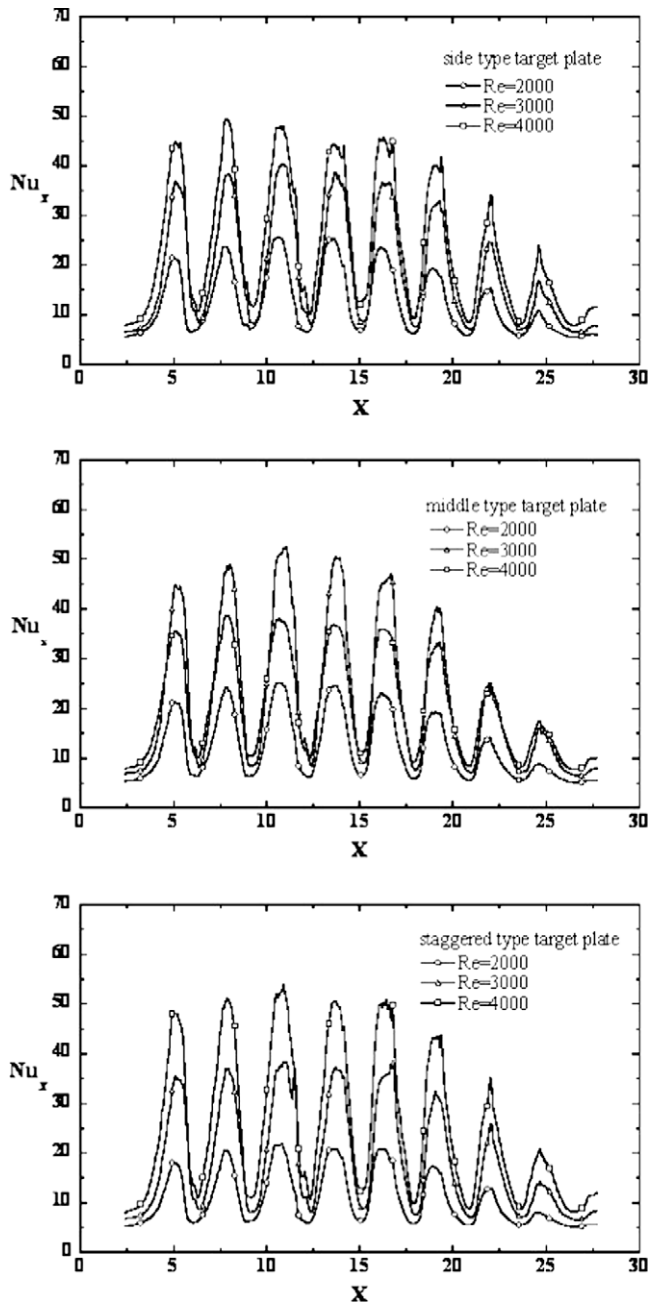 70
60
50
40
30
20
10
0
Nux
side type target plate
Re=2000
Re=3000
Re=4000
0 5 10 15 20 25 30
X
70
60
50
40
30
20
10
0
Nux
middle type target plate
Re=2000
Re=3000
Re=4000
0 5 10 15 20 25 30
X
70
60
50
40
30
20
10
0
Nux
staggered type target plate
Re=2000
Re=3000
Re=4000
0 5 10 15 20 25 30
X